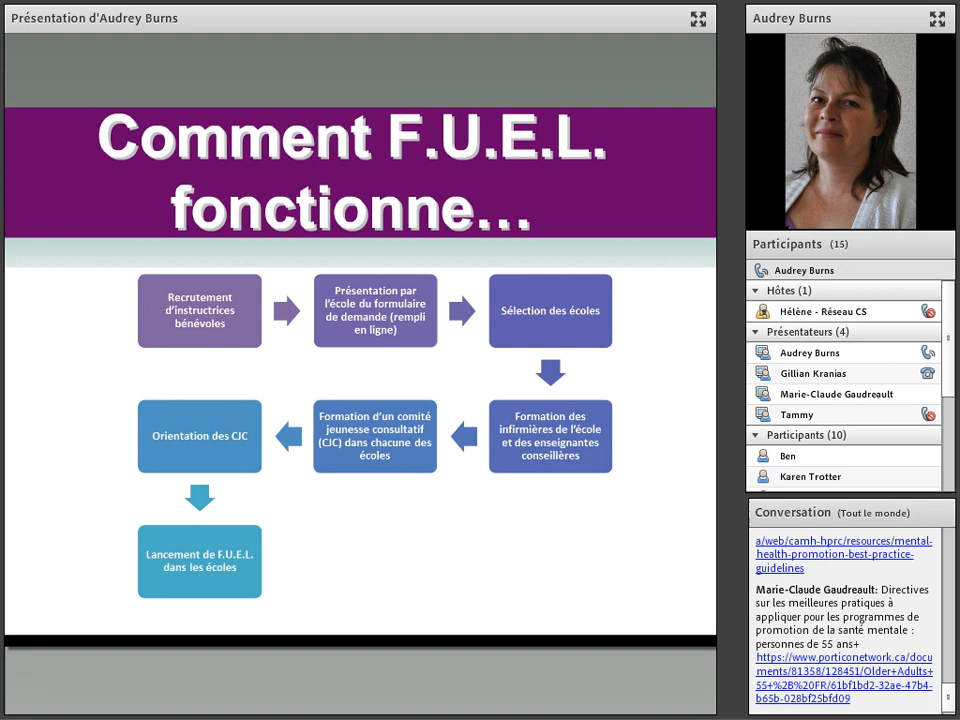 Présentation d'Audrey Burns
Comment F.U.E.L.
fonctionne...
Recrutement
d'instructrices
bénévoles
Présentation par
l'école du formulaire
de demande (rempli
en ligne)
Sélection des écoles
Formation des
infirmières de l'école
et des enseignantes
conseillères
Formation d'un comité
jeunesse consultatif
(CJC) dans chacune des
écoles
Orientation des CJC
Lancement de F.U.E.L.
dans les écoles
Audrey Burns
Participants (15)
Audrey Burns
Hôtes (1)
Hélène - Réseau CS
Présentateurs (4)
Audrey Burns
Gillian Kranias
Marie-Claude Gaudreault
Tammy
Participants (10)
Ben
Karen Trotter
Conversation (Tout le monde)
a/web/camh-hprc/resources/mental-
health-promotion-best-practice-
guidelines
Marie-Claude Gaudreault: Directives
sur les meilleures pratiques à
appliquer pour les programmes de
promotion de la santé mentale :
personnes de 55 ans+
https://www.porticonetwork.ca/docu
ments/81358/128451/Older+Adults+
55+%2B%20FR/61bf1bd2-32ae-47b4-
b65b-028bf25bfd09